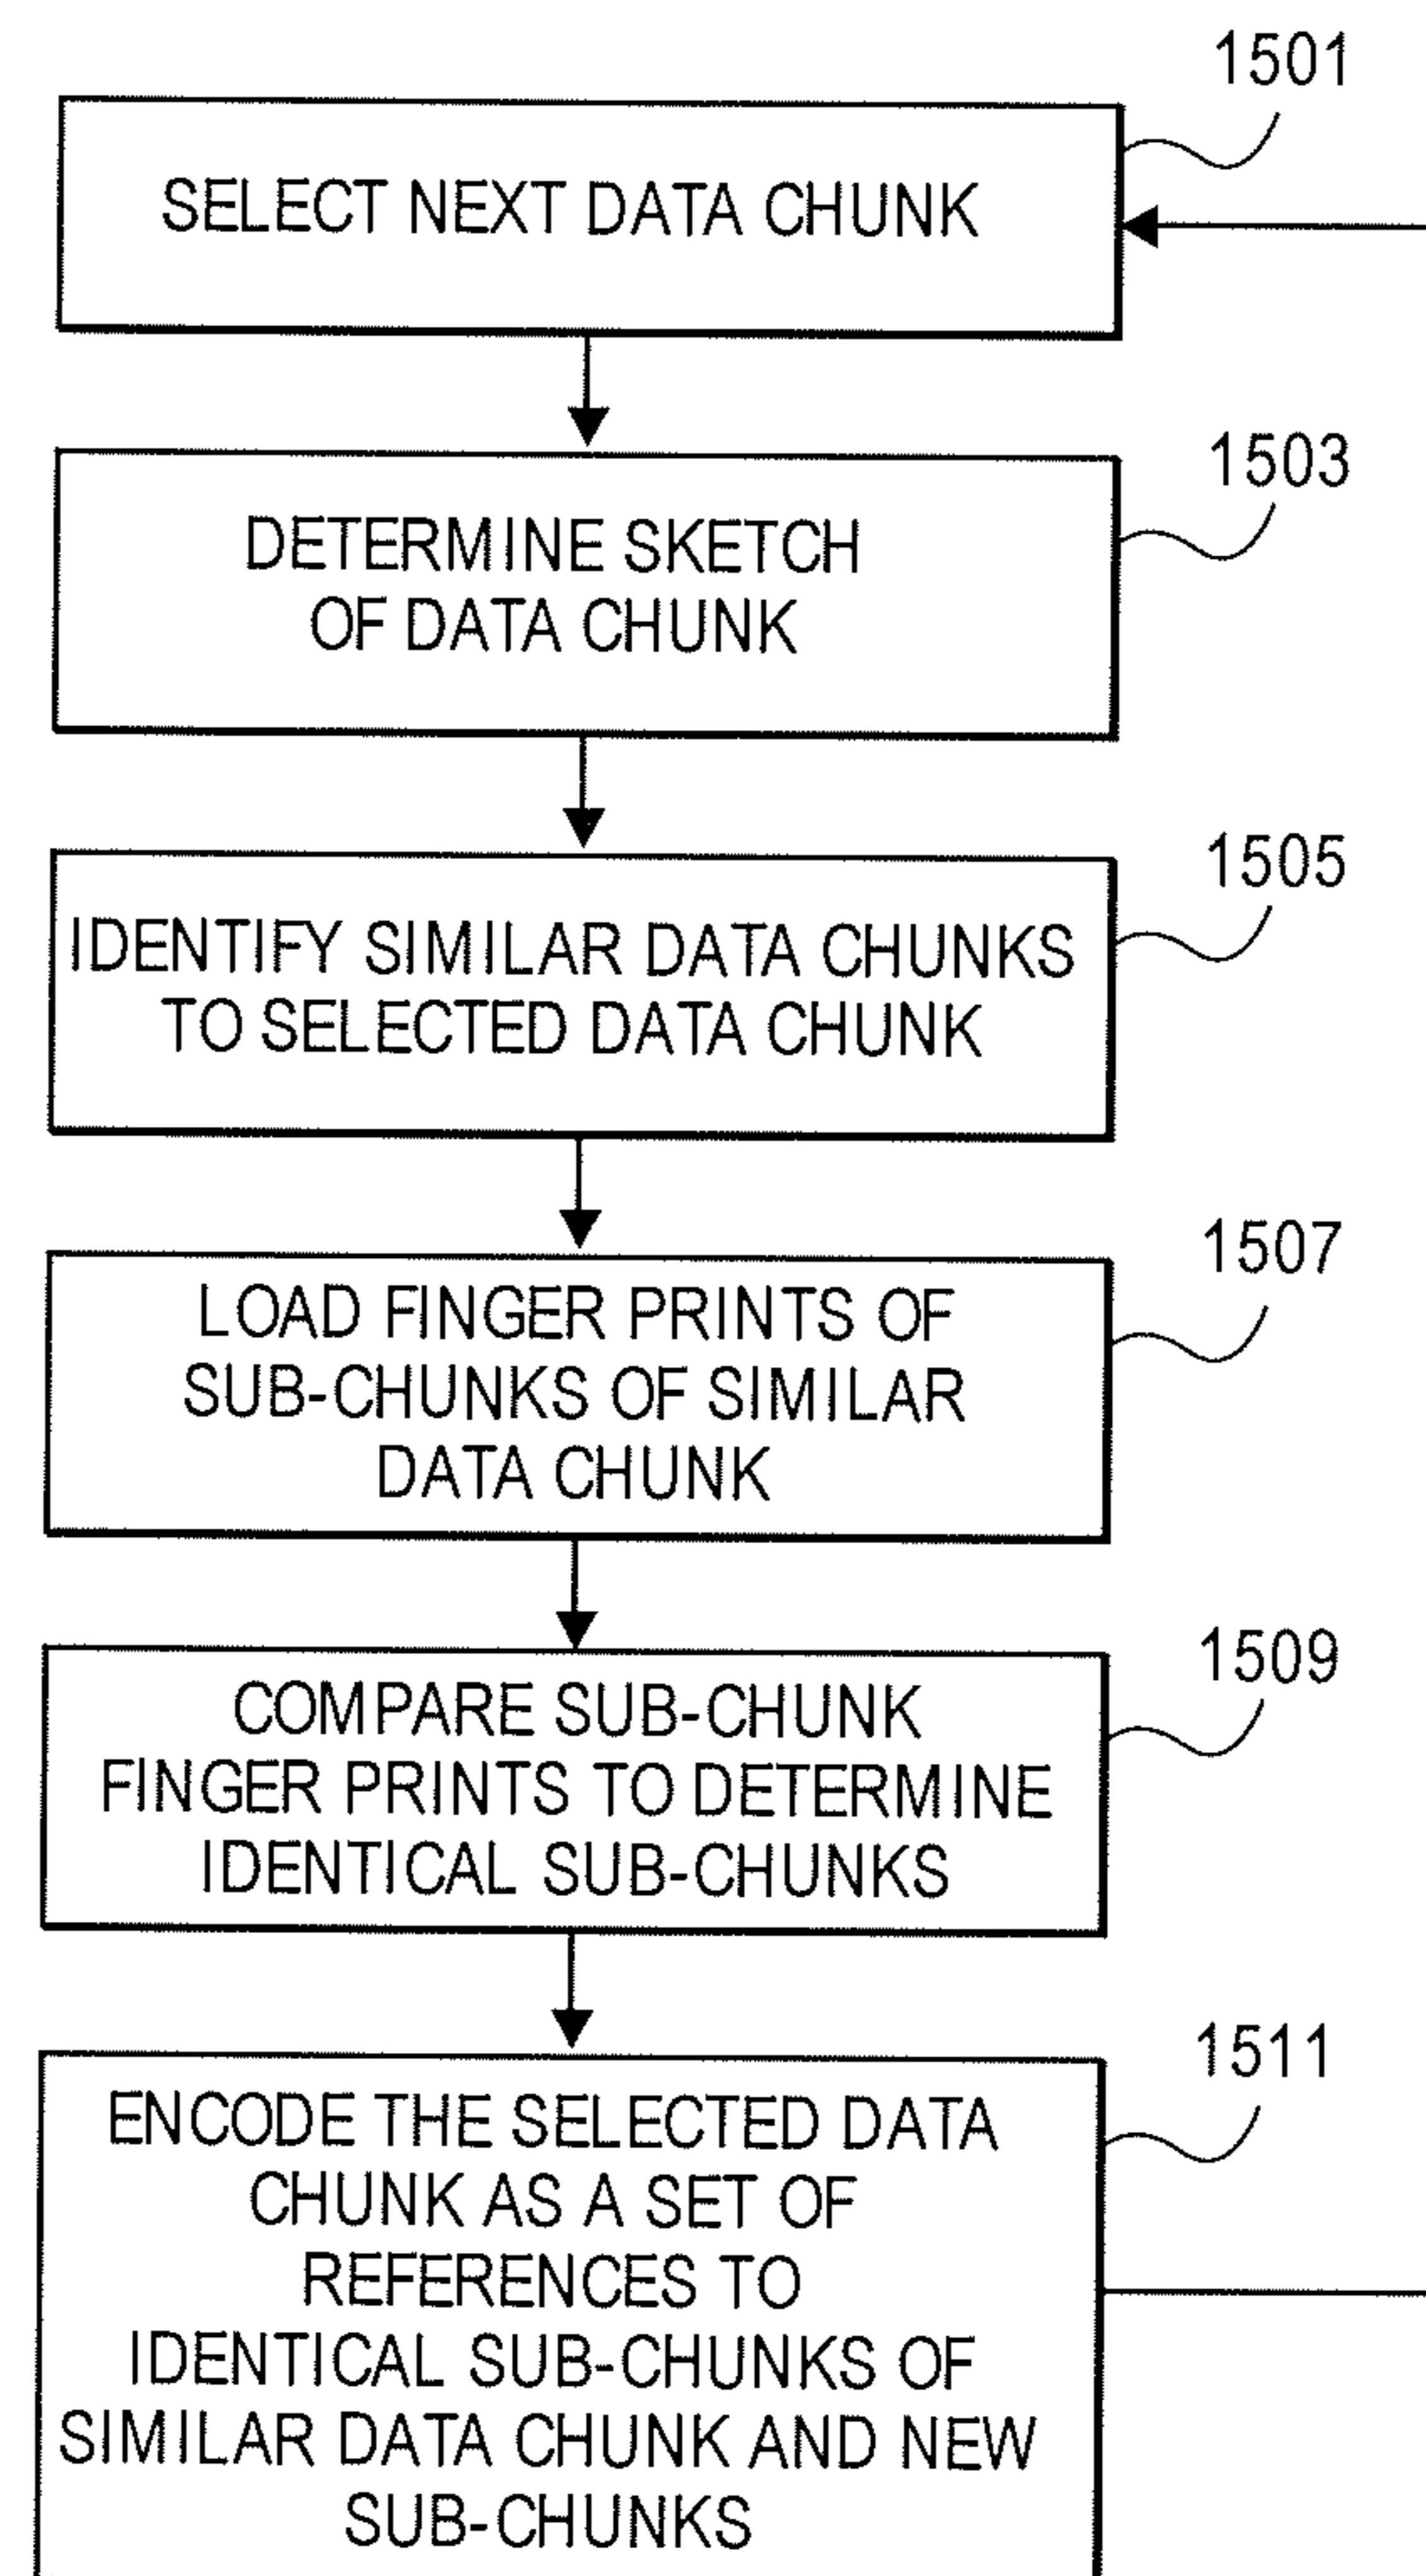 1501
SELECT NEXT DATA CHUNK
1503
DETERMINE SKETCH
OF DATA CHUNK
1505
IDENTIFY SIMILAR DATA CHUNKS
TO SELECTED DATA CHUNK
1507
LOAD FINGER PRINTS OF
SUB-CHUNKS OF SIMILAR
DATA CHUNK
1509
COMPARE SUB-CHUNK
FINGER PRINTS TO DETERMINE
IDENTICAL SUB-CHUNKS
1511
ENCODE THE SELECTED DATA
CHUNK AS A SET OF
REFERENCES TO
IDENTICAL SUB-CHUNKS OF
SIMILAR DATA CHUNK AND NEW
SUB-CHUNKS